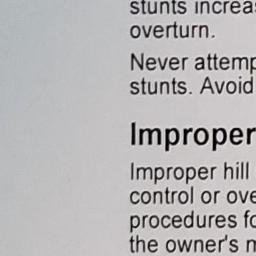 stunts increas
overturn.
Never attemp
stunts. Avoid
Improper
Improper hill
control or ove
procedures fo
the owner's m